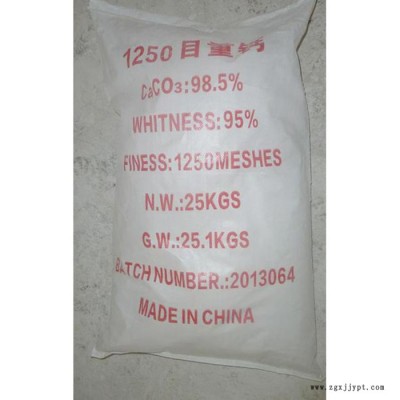 1250目重钙
CaCO3:98.5%
WHITNESS:95%
FINESS:1250MESHES
N.W.:25KGS
G.W.:25.1KGS
BATCH NUMBER.:2013064
MADE IN CHINA
www.zgxjjypt.com